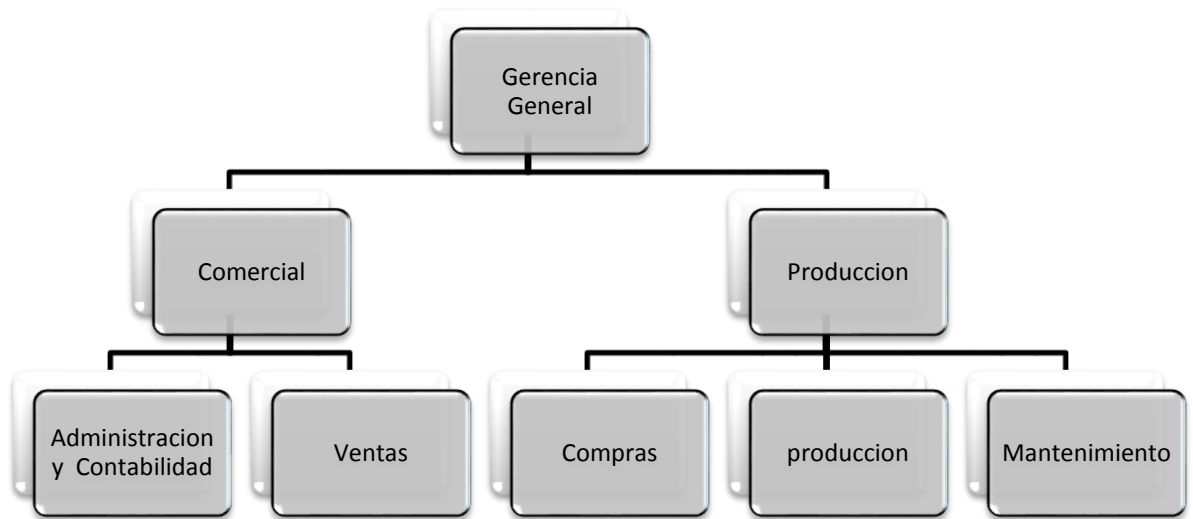 Gerencia
General
Comercial
Produccion
Administracion
y Contabilidad
Ventas
Compras
produccion
Mantenimiento